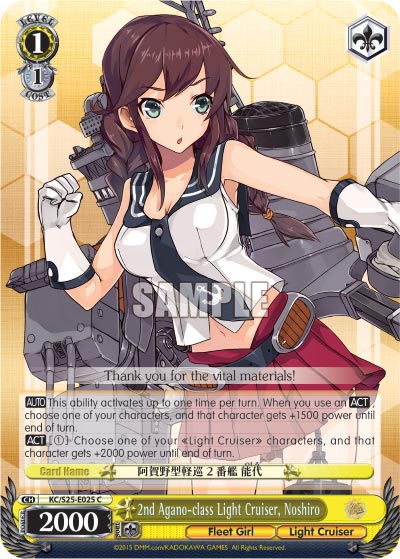 LEVEL
1
1
COST
SAMPLE
Thank you for the vital materials!
AUTO This ability activates up to one time per turn. When you use an ACT
choose one of your characters, and that character gets +1500 power until
end of turn.
ACT [①] Choose one of your «Light Cruiser» characters, and that
character gets +2000 power until end of turn.
Card Name 阿賀野型軽巡2番艦 能代
CH KC/S25-E025 C 2nd Agano-class Light Cruiser, Noshiro
POWER 2000 SOUL Fleet Girl Light Cruiser
©2013 DMM.com/KADOKAWA GAMES All Rights Reserved.